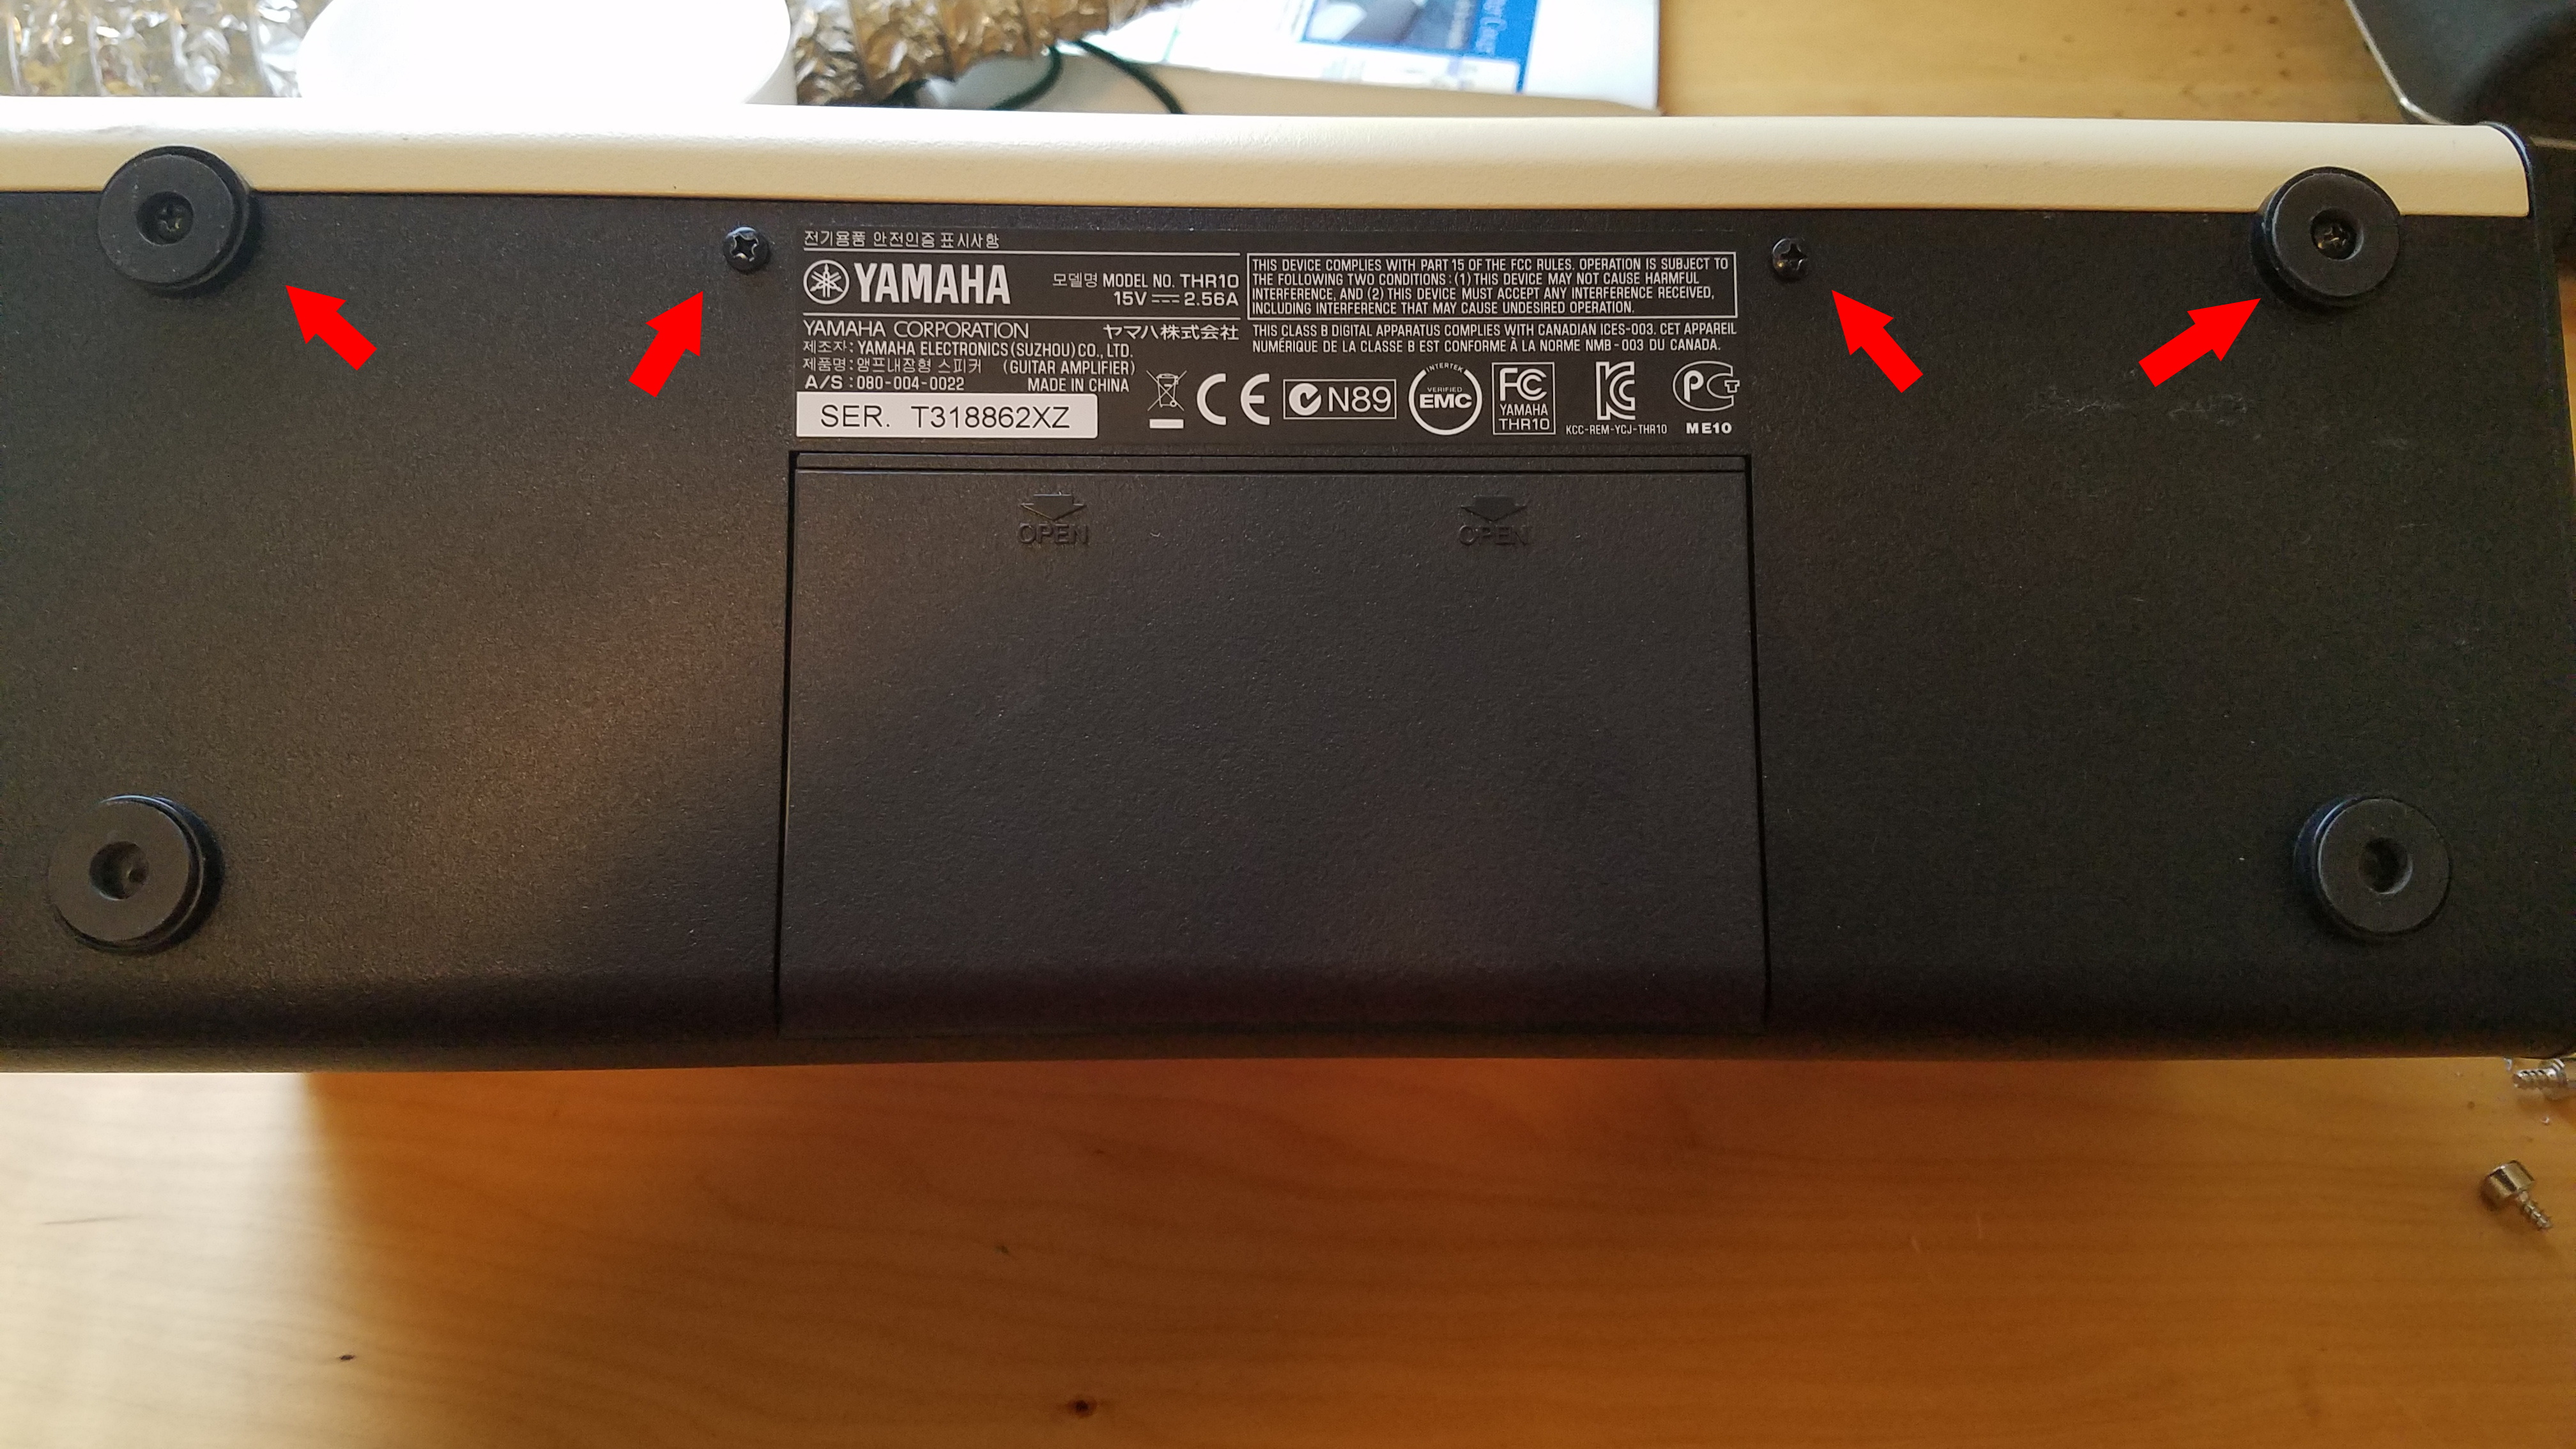 전기용품 안전인증 표시사항
YAMAHA
모델명 MODEL NO. THR10
15V 2.56A
THIS DEVICE COMPLIES WITH PART 15 OF THE FCC RULES. OPERATION IS SUBJECT TO
THE FOLLOWING TWO CONDITIONS : (1) THIS DEVICE MAY NOT CAUSE HARMFUL
INTERFERENCE, AND (2) THIS DEVICE MUST ACCEPT ANY INTERFERENCE RECEIVED,
INCLUDING INTERFERENCE THAT MAY CAUSE UNDESIRED OPERATION.
YAMAHA CORPORATION ヤマハ株式会社
제조자: YAMAHA ELECTRONICS (SUZHOU) CO., LTD.
제품명: 앰프내장형 스피커 (GUITAR AMPLIFIER)
A/S : 080-004-0022 MADE IN CHINA
SER. T318862XZ
THIS CLASS B DIGITAL APPARATUS COMPLIES WITH CANADIAN ICES-003. CET APPAREIL
NUMÉRIQUE DE LA CLASSE B EST CONFORME À LA NORME NMB-003 DU CANADA.
CE
N89
INTERTEK
VERIFIED
EMC
FC
YAMAHA
THR10
KC
KCC-REM-YCJ-THR10
PCT
ME10
OPEN
OPEN